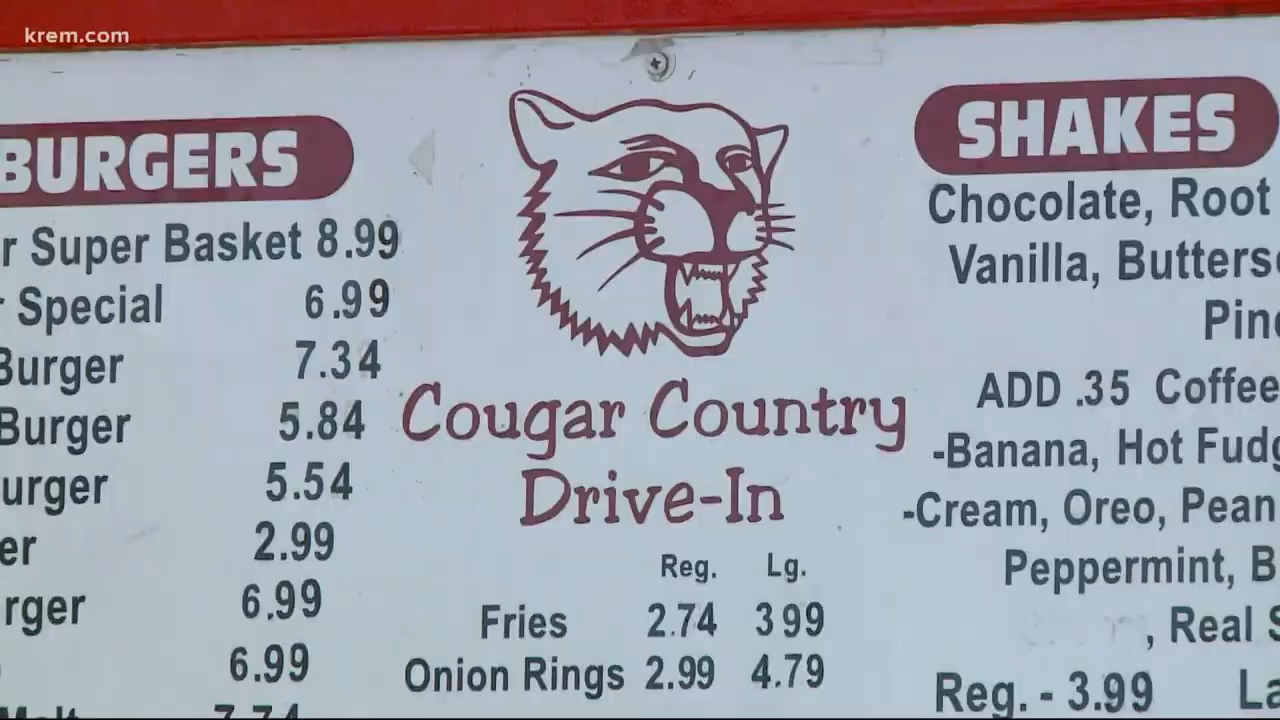 krem.com
BURGERS
r Super Basket 8.99
Special 6.99
Burger 7.34
Burger 5.84
urger 5.54
er 2.99
rger 6.99
6.99
Melt 7.74
Cougar Country
Drive-In
Reg. Lg.
Fries 2.74 3 99
Onion Rings 2.99 4.79
SHAKES
Chocolate, Root
Vanilla, Butters
Pine
ADD .35 Coffee
-Banana, Hot Fudg
-Cream, Oreo, Pean
Peppermint, B
, Real S
Reg. - 3.99 La